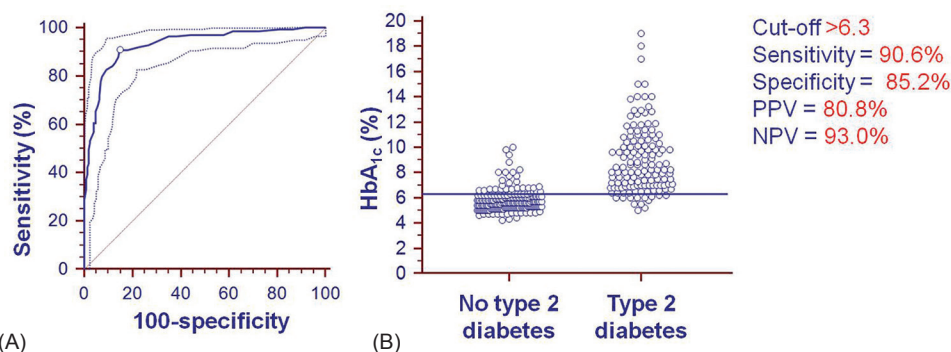 100
80
60
40
20
0
Sensitivity (%)
0 20 40 60 80 100
100-specificity
(A)
20
18
16
14
12
10
8
6
4
2
0
HbA1c (%)
No type 2
diabetes
Type 2
diabetes
(B)
Cut-off >6.3
Sensitivity = 90.6%
Specificity = 85.2%
PPV = 80.8%
NPV = 93.0%